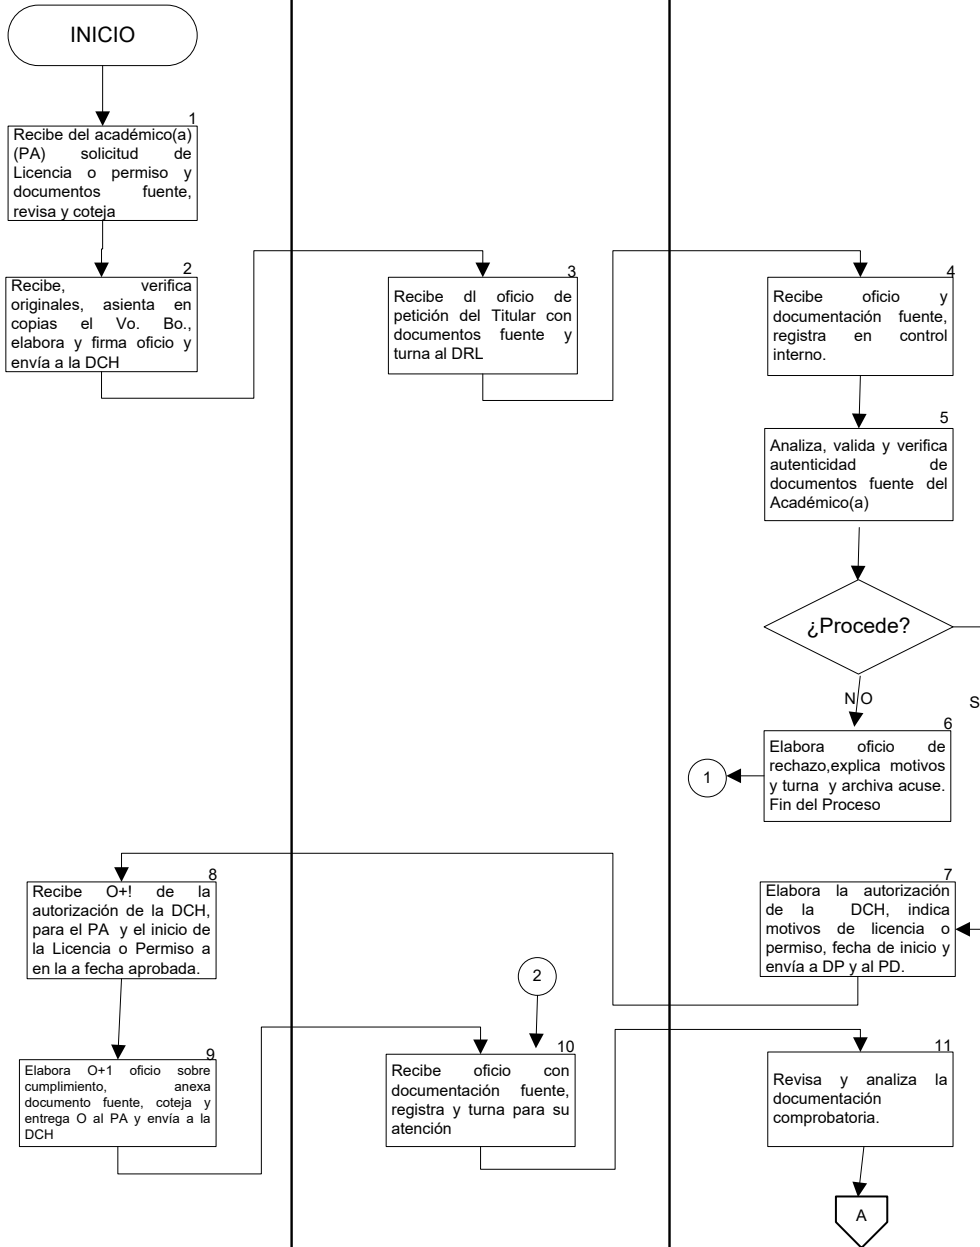 INICIO
1
Recibe del académico(a)
(PA) solicitud de
Licencia o permiso y
documentos fuente,
revisa y coteja
2
Recibe, verifica
originales, asienta en
copias el Vo. Bo.,
elabora y firma oficio y
envía a la DCH
3
Recibe dl oficio de
petición del Titular con
documentos fuente y
turna al DRL
4
Recibe oficio y
documentación fuente,
registra en control
interno.
5
Analiza, valida y verifica
autenticidad de
documentos fuente del
Académico(a)
¿Procede?
NO
S
6
Elabora oficio de
rechazo,explica motivos
y turna y archiva acuse.
Fin del Proceso
1
7
Elabora la autorización
de la DCH, indica
motivos de licencia o
permiso, fecha de inicio y
envía a DP y al PD.
8
Recibe O+! de la
autorización de la DCH,
para el PA y el inicio de
la Licencia o Permiso a
en la a fecha aprobada.
2
9
Elabora O+1 oficio sobre
cumplimiento, anexa
documento fuente, coteja y
entrega O al PA y envía a la
DCH
10
Recibe oficio con
documentación fuente,
registra y turna para su
atención
11
Revisa y analiza la
documentación
comprobatoria.
A